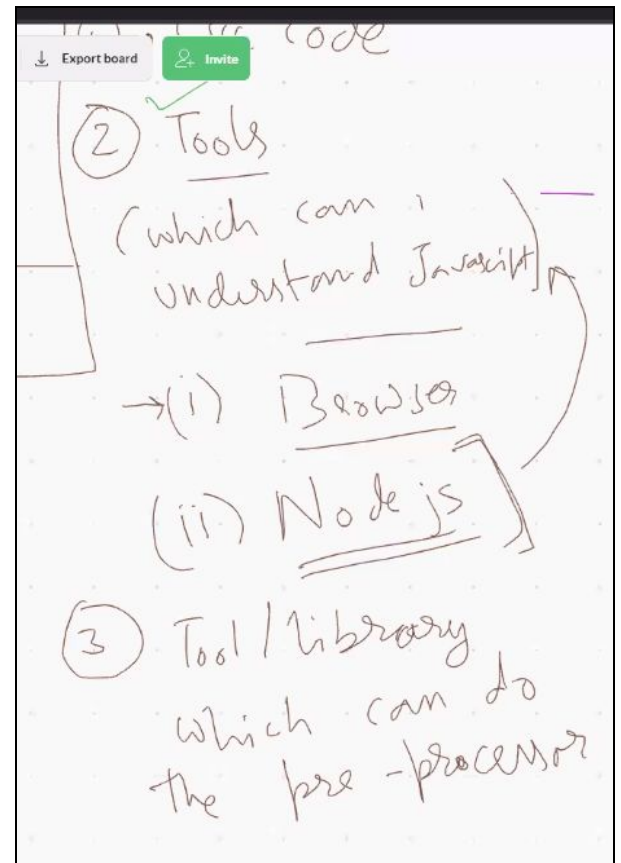 code
Export board
Invite
2 Tools
(which can
understand Javascript)
→(i) Browser
(ii) Node js
3 Tool/library
which can do
the pre-processor